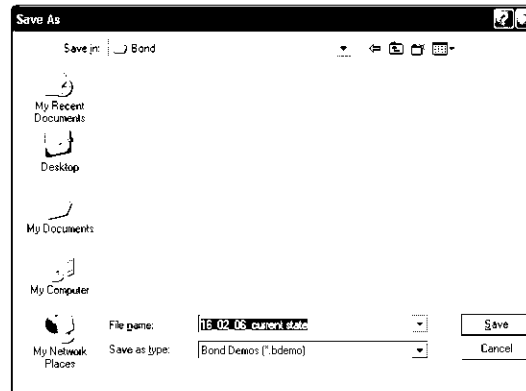 Save As
Save in: Bond
My Recent
Documents
Desktop
My Documents
My Computer
My Network
Places
File name: 16_02_06_current state
Save
Save as type: Bond Demos (*.bdemo)
Cancel